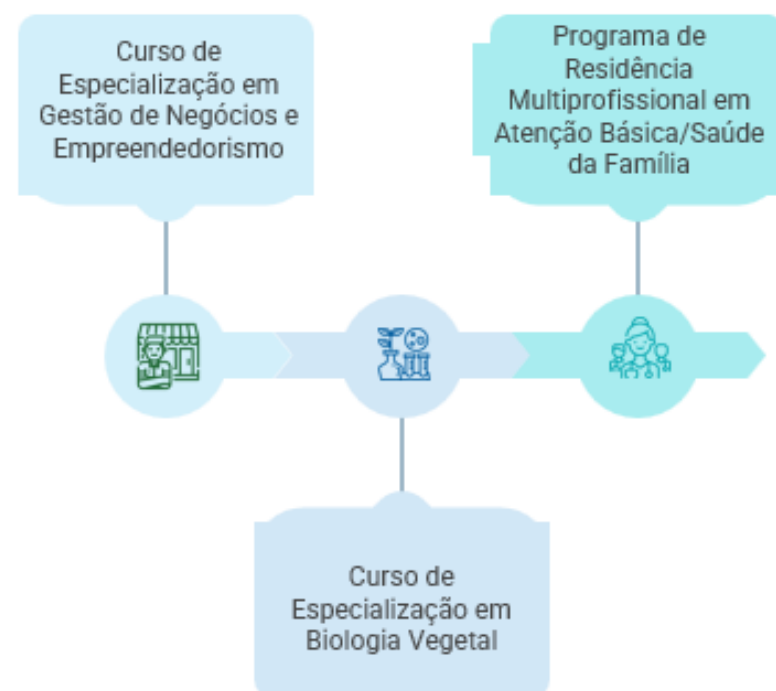 Curso de
Especialização em
Gestão de Negócios e
Empreendedorismo
Programa de
Residência
Multiprofissional em
Atenção Básica/Saúde
da Família
Curso de
Especialização em
Biologia Vegetal